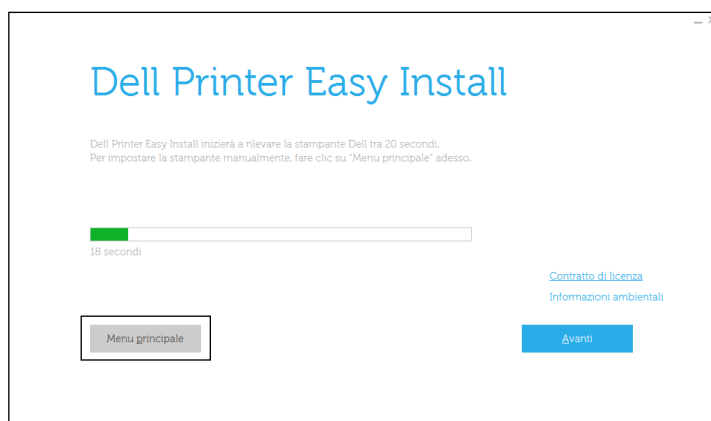 Dell Printer Easy Install
Dell Printer Easy Install inizierà a rilevare la stampante Dell tra 20 secondi.
Per impostare la stampante manualmente, fare clic su "Menu principale" adesso.
18 secondi
Contratto di licenza
Informazioni ambientali
Menu principale
Avanti